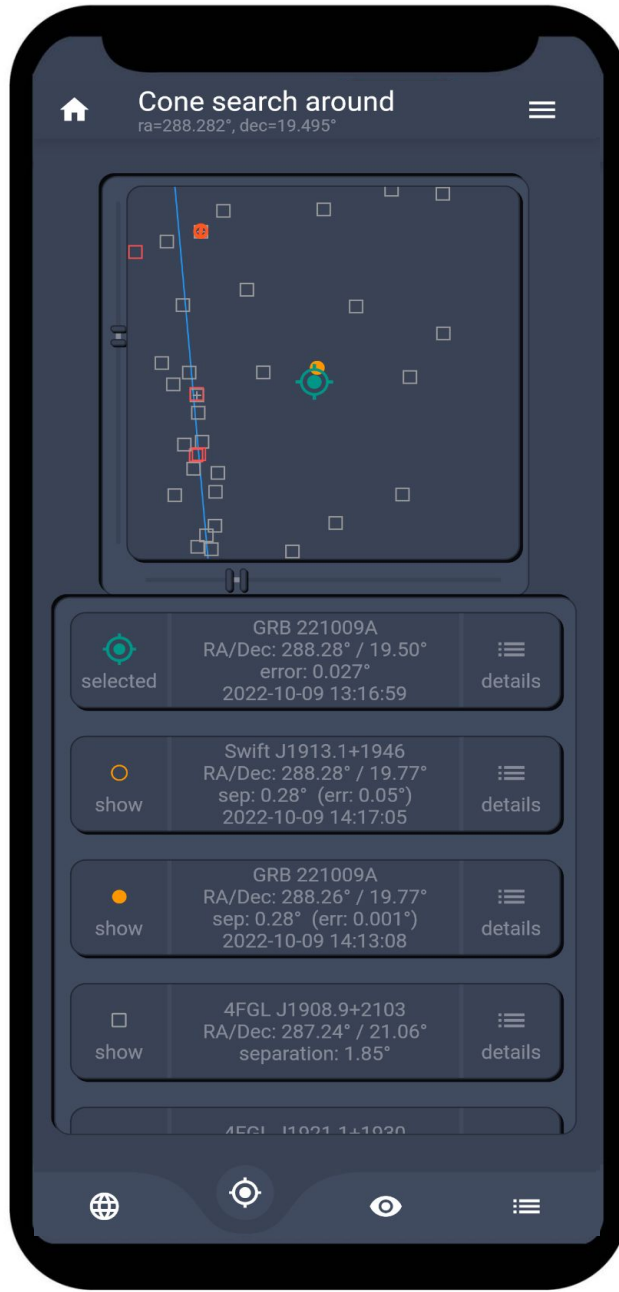 Cone search around
ra=288.282°, dec=19.495°
GRB 221009A
RA/Dec: 288.28° / 19.50°
error: 0.027°
2022-10-09 13:16:59
selected
details
Swift J1913.1+1946
RA/Dec: 288.28° / 19.77°
sep: 0.28° (err: 0.05°)
2022-10-09 14:17:05
show
details
GRB 221009A
RA/Dec: 288.26° / 19.77°
sep: 0.28° (err: 0.001°)
2022-10-09 14:13:08
show
details
4FGL J1908.9+2103
RA/Dec: 287.24° / 21.06°
separation: 1.85°
show
details
4FGL J1921.1+1930